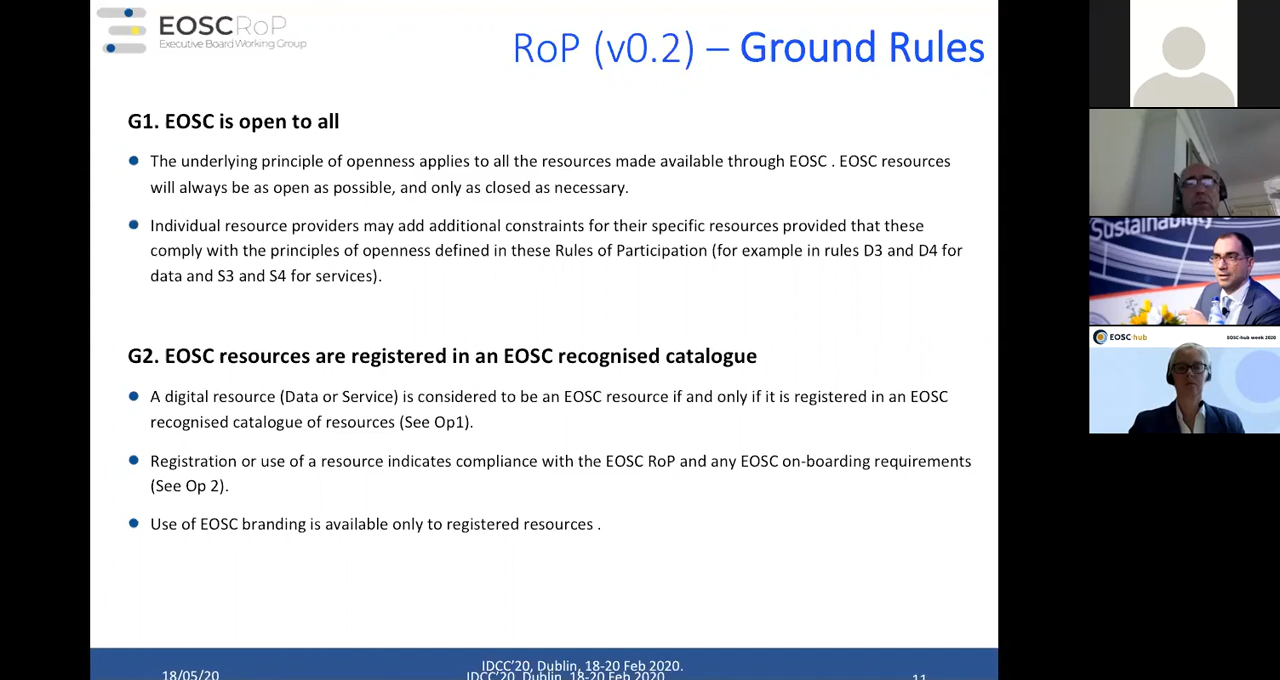 EOSCRoP
Executive Board Working Group
RoP (v0.2) – Ground Rules
G1. EOSC is open to all
The underlying principle of openness applies to all the resources made available through EOSC . EOSC resources
will always be as open as possible, and only as closed as necessary.
Individual resource providers may add additional constraints for their specific resources provided that these
comply with the principles of openness defined in these Rules of Participation (for example in rules D3 and D4 for
data and S3 and S4 for services).
G2. EOSC resources are registered in an EOSC recognised catalogue
A digital resource (Data or Service) is considered to be an EOSC resource if and only if it is registered in an EOSC
recognised catalogue of resources (See Op1).
Registration or use of a resource indicates compliance with the EOSC RoP and any EOSC on-boarding requirements
(See Op 2).
Use of EOSC branding is available only to registered resources .
18/05/20
IDCC'20, Dublin, 18-20 Feb 2020.
IDCC'20, Dublin, 18-20 Feb 2020.
11
Sustainability
EOSC hub
EOSC-hub week 2020